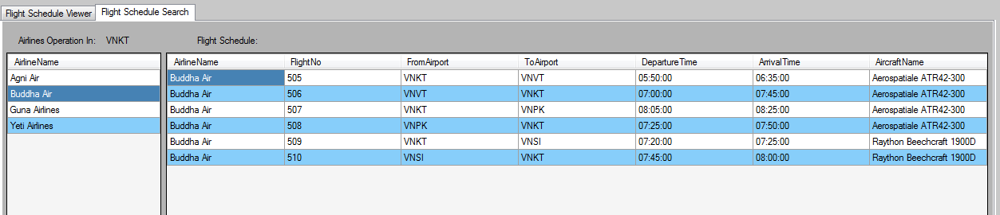 Flight Schedule Viewer Flight Schedule Search
Airlines Operation In: VNKT Flight Schedule:
AirlineName AirlineName FlightNo FromAirport ToAirport DepartureTime ArrivalTime AircraftName
Agni Air Buddha Air 505 VNKT VNVT 05:50:00 06:35:00 Aerospatiale ATR42-300
Buddha Air Buddha Air 506 VNVT VNKT 07:00:00 07:45:00 Aerospatiale ATR42-300
Guna Airlines Buddha Air 507 VNKT VNPK 08:05:00 08:25:00 Aerospatiale ATR42-300
Yeti Airlines Buddha Air 508 VNPK VNKT 07:25:00 07:50:00 Aerospatiale ATR42-300
Buddha Air 509 VNKT VNSI 07:20:00 07:25:00 Raython Beechcraft 1900D
Buddha Air 510 VNSI VNKT 07:45:00 08:00:00 Raython Beechcraft 1900D